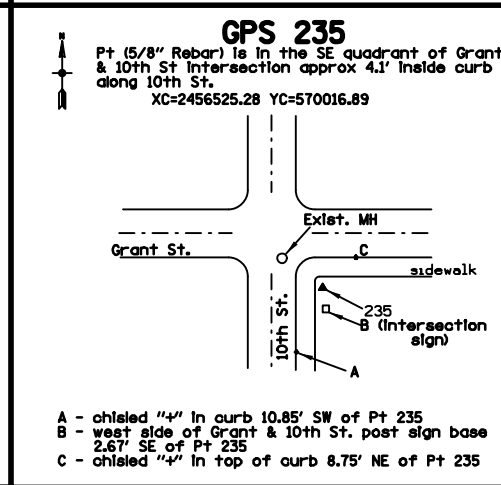 GPS 235
N
Pt (5/8" Rebar) is in the SE quadrant of Grant
& 10th St intersection approx 4.1' inside curb
along 10th St.
XC=2456525.28 YC=570016.89
Exist. MH
Grant St.
C
sidewalk
235
B (intersection
sign)
10th St.
A
A - chisled "+" in curb 10.85' SW of Pt 235
B - west side of Grant & 10th St. post sign base
2.67' SE of Pt 235
C - chisled "+" in top of curb 8.75' NE of Pt 235